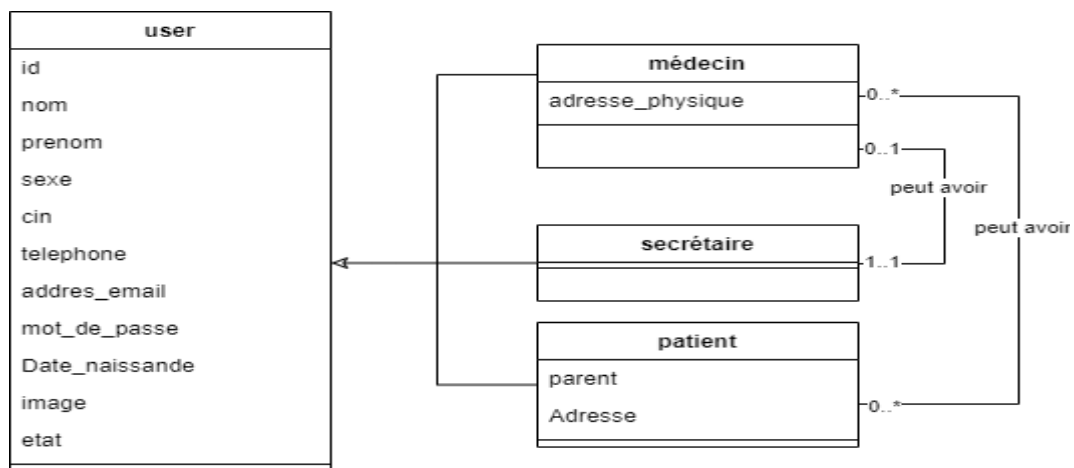 user
id
nom
prenom
sexe
cin
telephone
addres_email
mot_de_passe
Date_naissande
image
etat
médecin
adresse_physique
0..*
0..1
peut avoir
peut avoir
secrétaire
1..1
patient
parent
Adresse
0..*